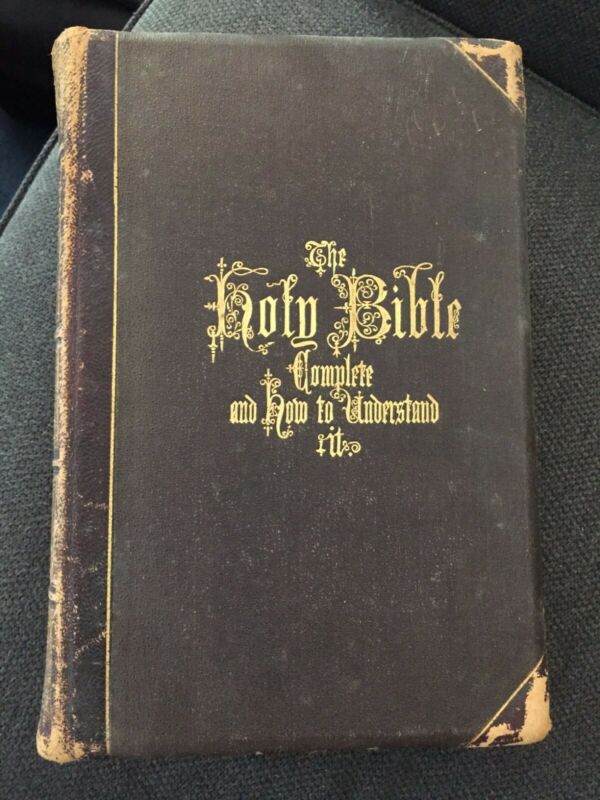 The
Holy Bible
Complete
and How to Understand
it.